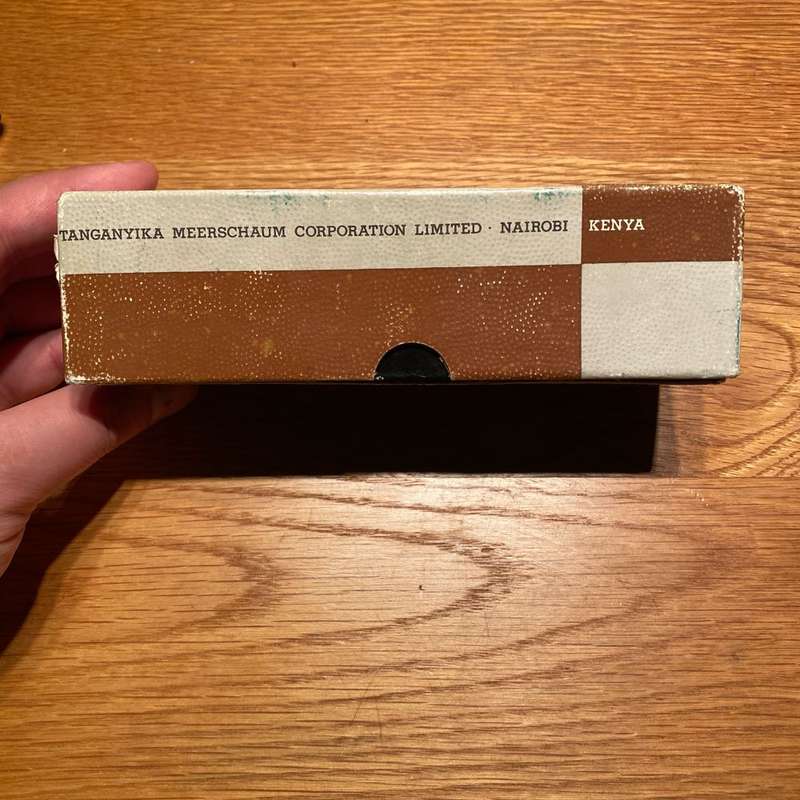 TANGANYIKA MEERSCHAUM CORPORATION LIMITED · NAIROBI KENYA